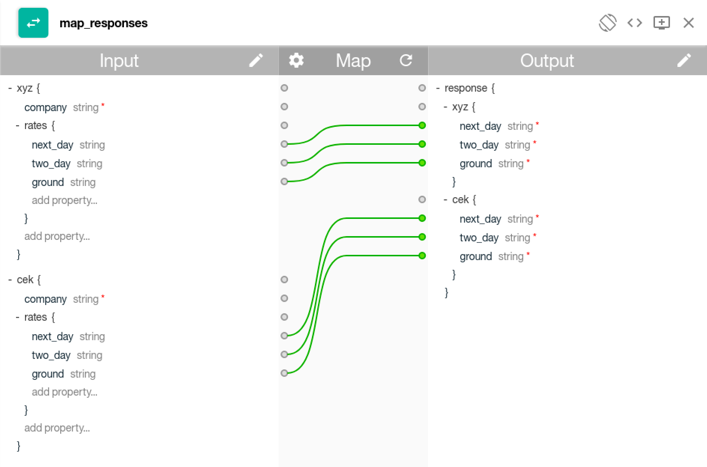 map_responses
Input
Map
Output
- xyz {
company string *
- rates {
next_day string
two_day string
ground string
add property...
}
add property...
}
- cek {
company string *
- rates {
next_day string
two_day string
ground string
add property...
}
add property...
}
- response {
- xyz {
next_day string *
two_day string *
ground string *
}
- cek {
next_day string *
two_day string *
ground string *
}
}